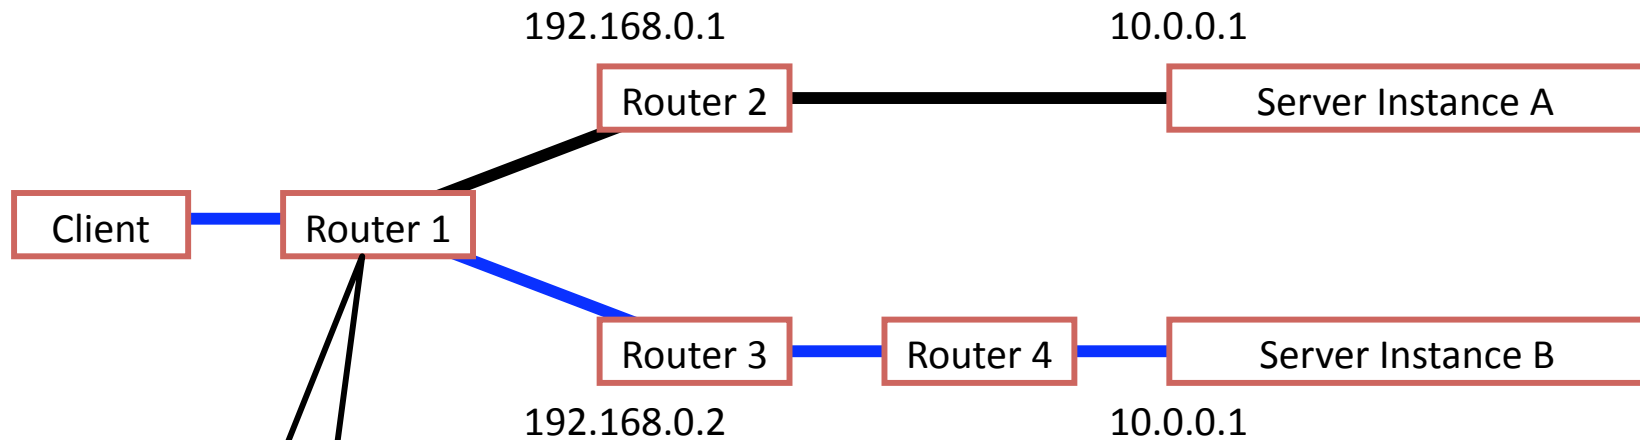 192.168.0.1
10.0.0.1
Router 2
Server Instance A
Client
Router 1
Router 3
Router 4
Server Instance B
192.168.0.2
10.0.0.1